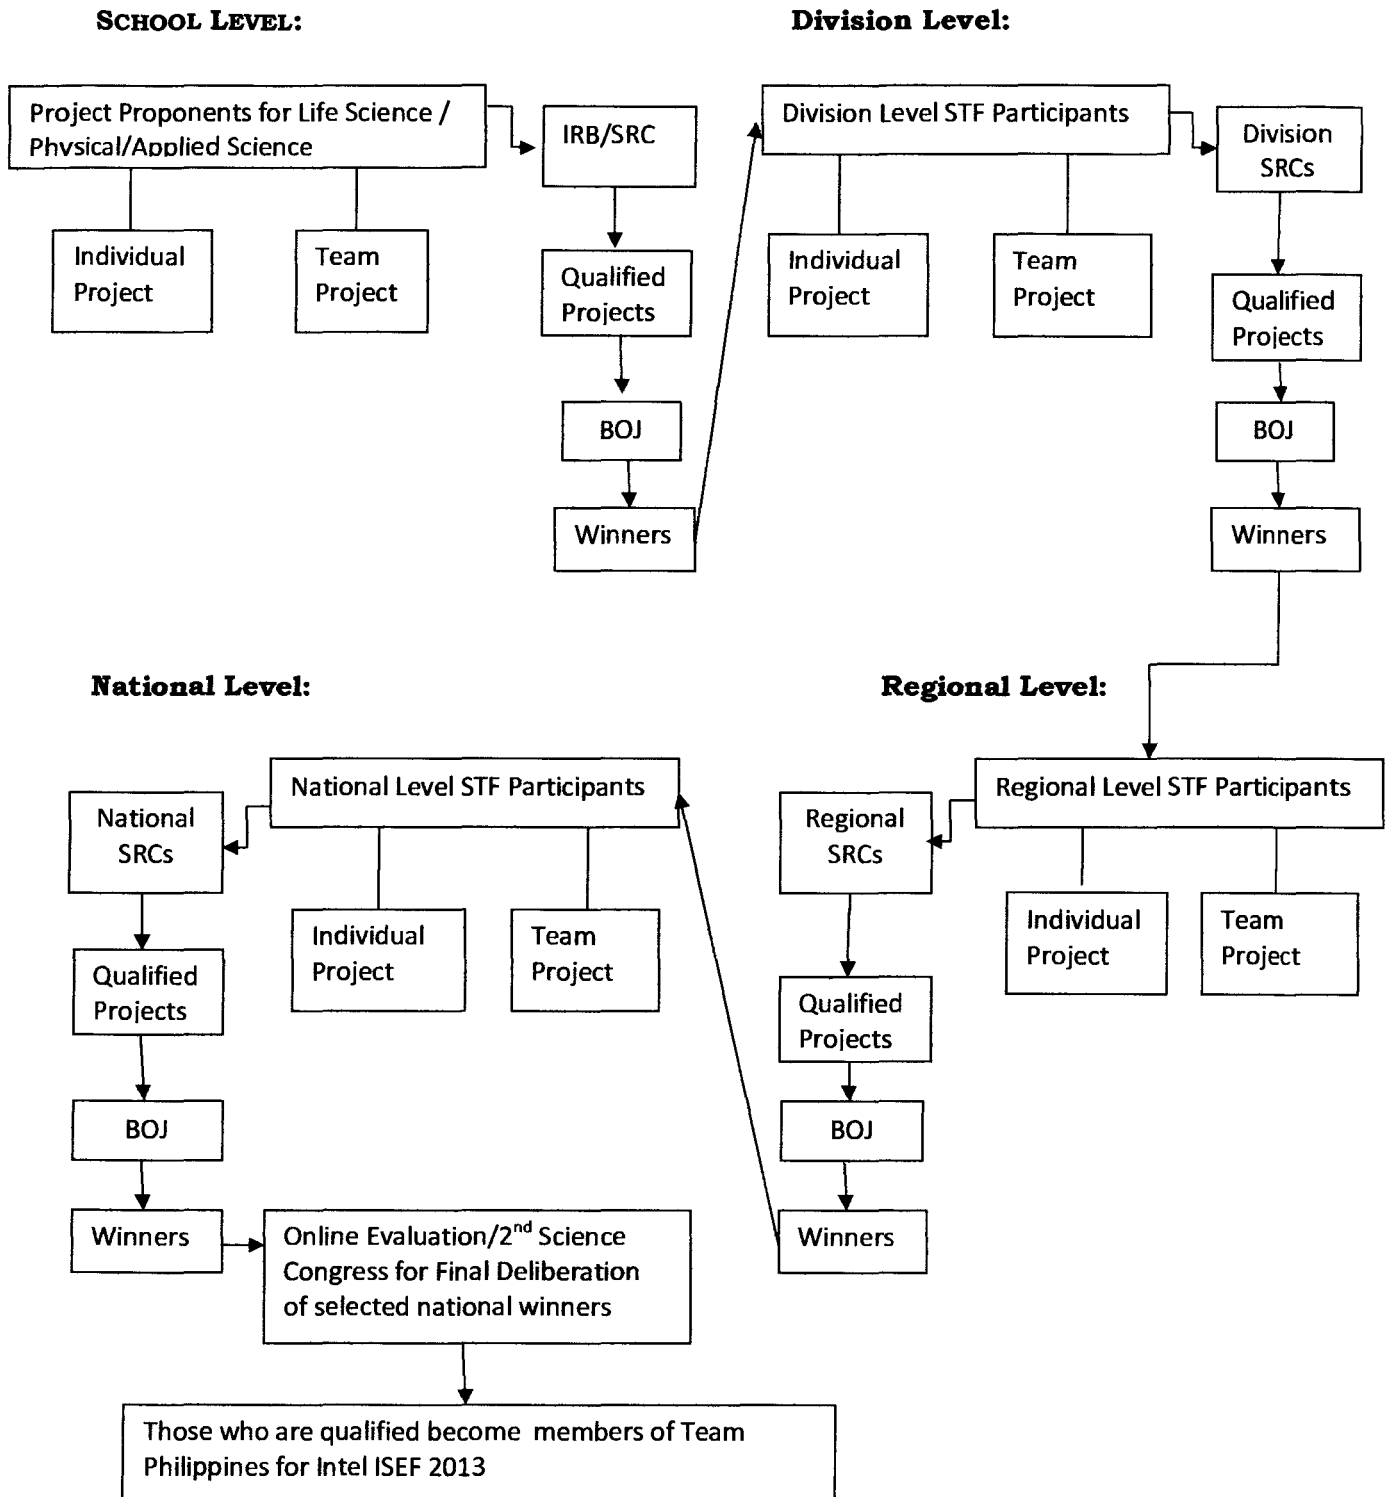 SCHOOL LEVEL:
Project Proponents for Life Science /
Physical/Applied Science
Individual
Project
Team
Project
IRB/SRC
Qualified
Projects
BOJ
Winners
Division Level:
Division Level STF Participants
Individual
Project
Team
Project
Division
SRCs
Qualified
Projects
BOJ
Winners
Regional Level:
Regional Level STF Participants
Individual
Project
Team
Project
Regional
SRCs
Qualified
Projects
BOJ
Winners
National Level:
National Level STF Participants
Individual
Project
Team
Project
National
SRCs
Qualified
Projects
BOJ
Winners
Online Evaluation/2nd Science
Congress for Final Deliberation
of selected national winners
Those who are qualified become members of Team
Philippines for Intel ISEF 2013